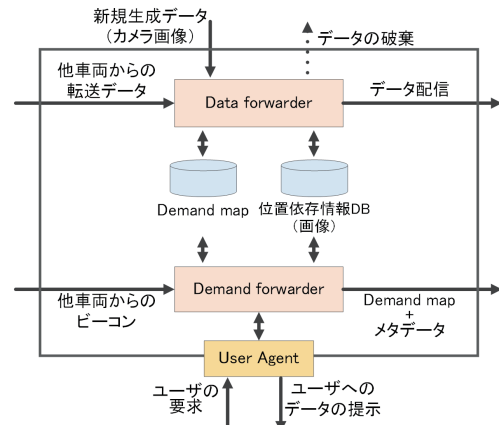 新規生成データ
(カメラ画像)
データの破棄
他車両からの
転送データ
Data forwarder
データ配信
Demand map
位置依存情報DB
(画像)
他車両からの
ビーコン
Demand forwarder
Demand map
+
メタデータ
User Agent
ユーザの
要求
ユーザへの
データの提示